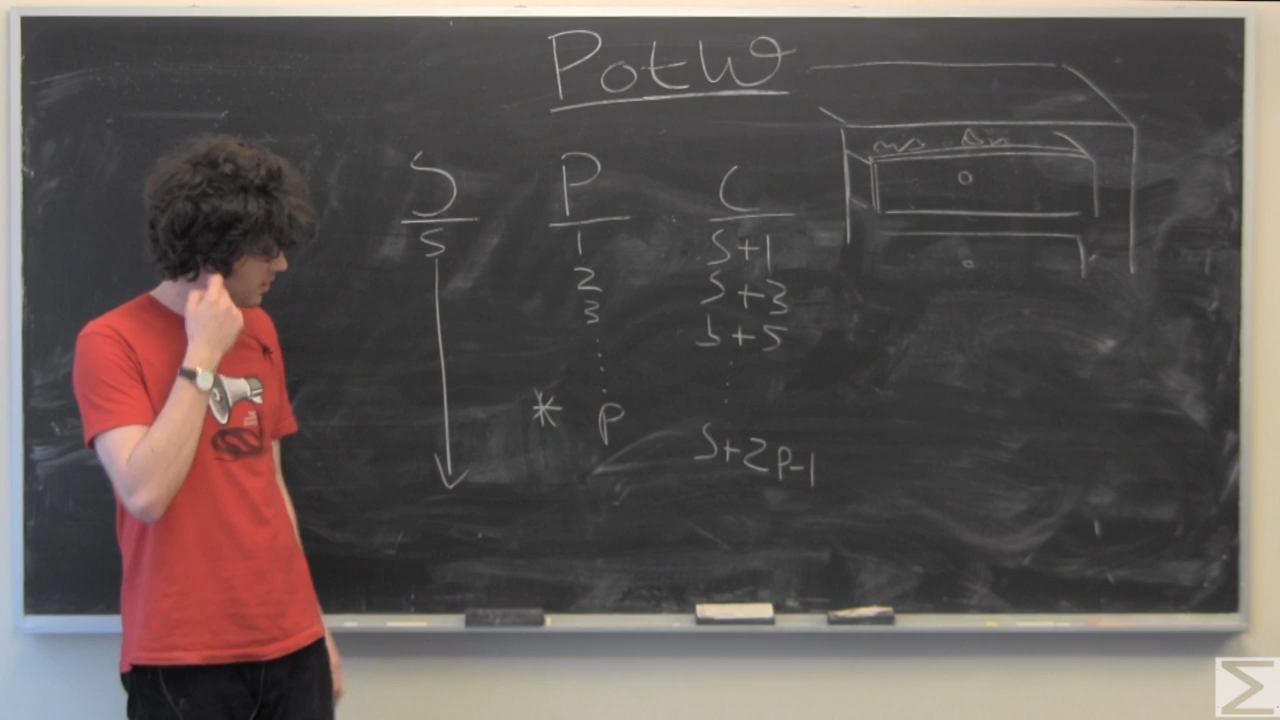 PotW
S P C
S 1 S+1
2 S+3
3 S+5
* P S+2P-1
Σ